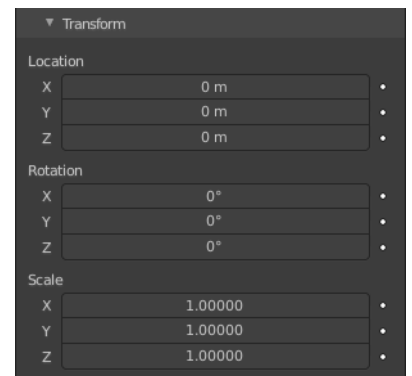 Transform
Location
X 0 m
Y 0 m
Z 0 m
Rotation
X 0°
Y 0°
Z 0°
Scale
X 1.00000
Y 1.00000
Z 1.00000